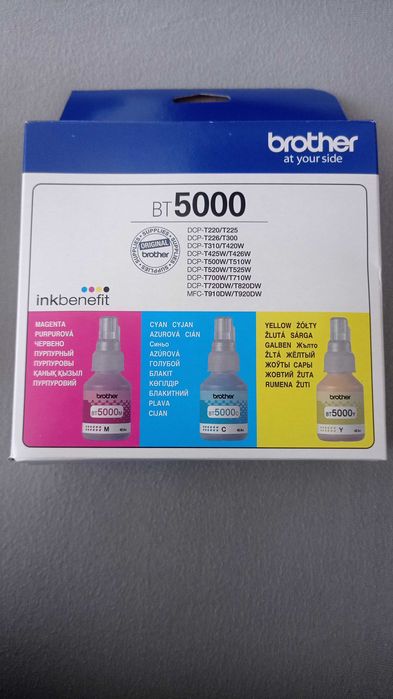 brother
at your side
BT5000
DCP-T220/T225
DCP-T226/T300
DCP-T310/T420W
DCP-T425W/T426W
DCP-T500W/T510W
DCP-T520W/T525W
DCP-T700W/T710W
DCP-T720DW/T820DW
MFC-T910DW/T920DW
SUPPLIES • SUPPLIES •
ORIGINAL
brother
inkbenefit
MAGENTA
PURPUROVÁ
ЧЕРВЕНО
ПУРПУРНЫЙ
ПУРПУРОВЫ
ҚАНЫҚ ҚЫЗЫЛ
ПУРПУРОВИЙ
brother
BT5000M
M
CYAN CYJAN
AZUROVÁ CIÁN
Синьо
AZÚROVÁ
ГОЛУБОЙ
БЛАКІТ
КӨГІЛДІР
БЛАКИТНИЙ
PLAVA
CIJAN
brother
BT5000C
C
YELLOW ŻÓŁTY
ŽLUTÁ SÁRGA
GALBEN Жълто
ŽLTÁ ЖЁЛТЫЙ
ЖОЎТЫ САРЫ
ЖОВТИЙ ŽUTA
RUMENA ŽUTI
brother
BT5000Y
Y